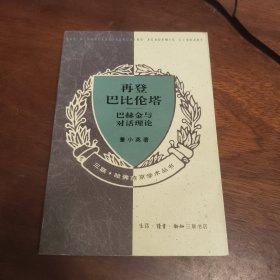 再登
巴比伦塔
巴赫金与
对话理论
董小英著
三联·哈佛燕京学术丛书
生活·读书·新知三联书店